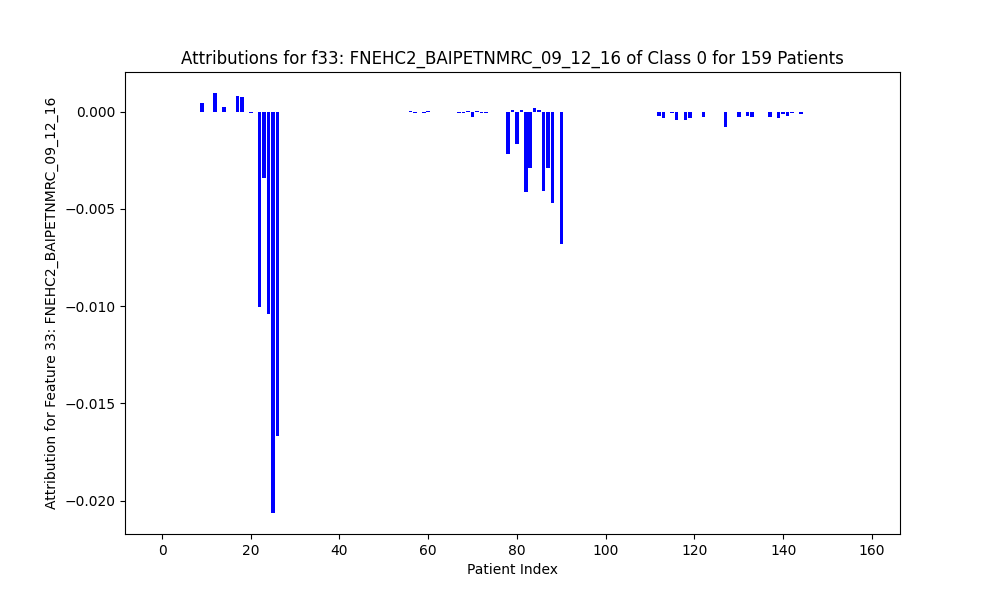 Attributions for f33: FNEHC2_BAIPETNMRC_09_12_16 of Class 0 for 159 Patients
Attribution for Feature 33: FNEHC2_BAIPETNMRC_09_12_16
0.000
−0.005
−0.010
−0.015
−0.020
0 20 40 60 80 100 120 140 160
Patient Index